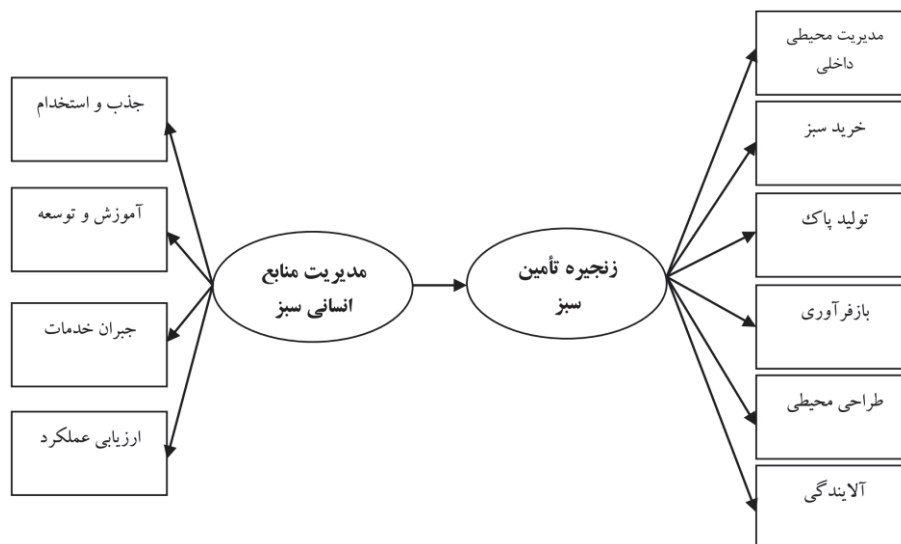 مدیریت محیطی
داخلی
خرید سبز
تولید پاک
بازفرآوری
طراحی محیطی
آلایندگی
زنجیره تأمین
سبز
مدیریت منابع
انسانی سبز
جذب و استخدام
آموزش و توسعه
جبران خدمات
ارزیابی عملکرد